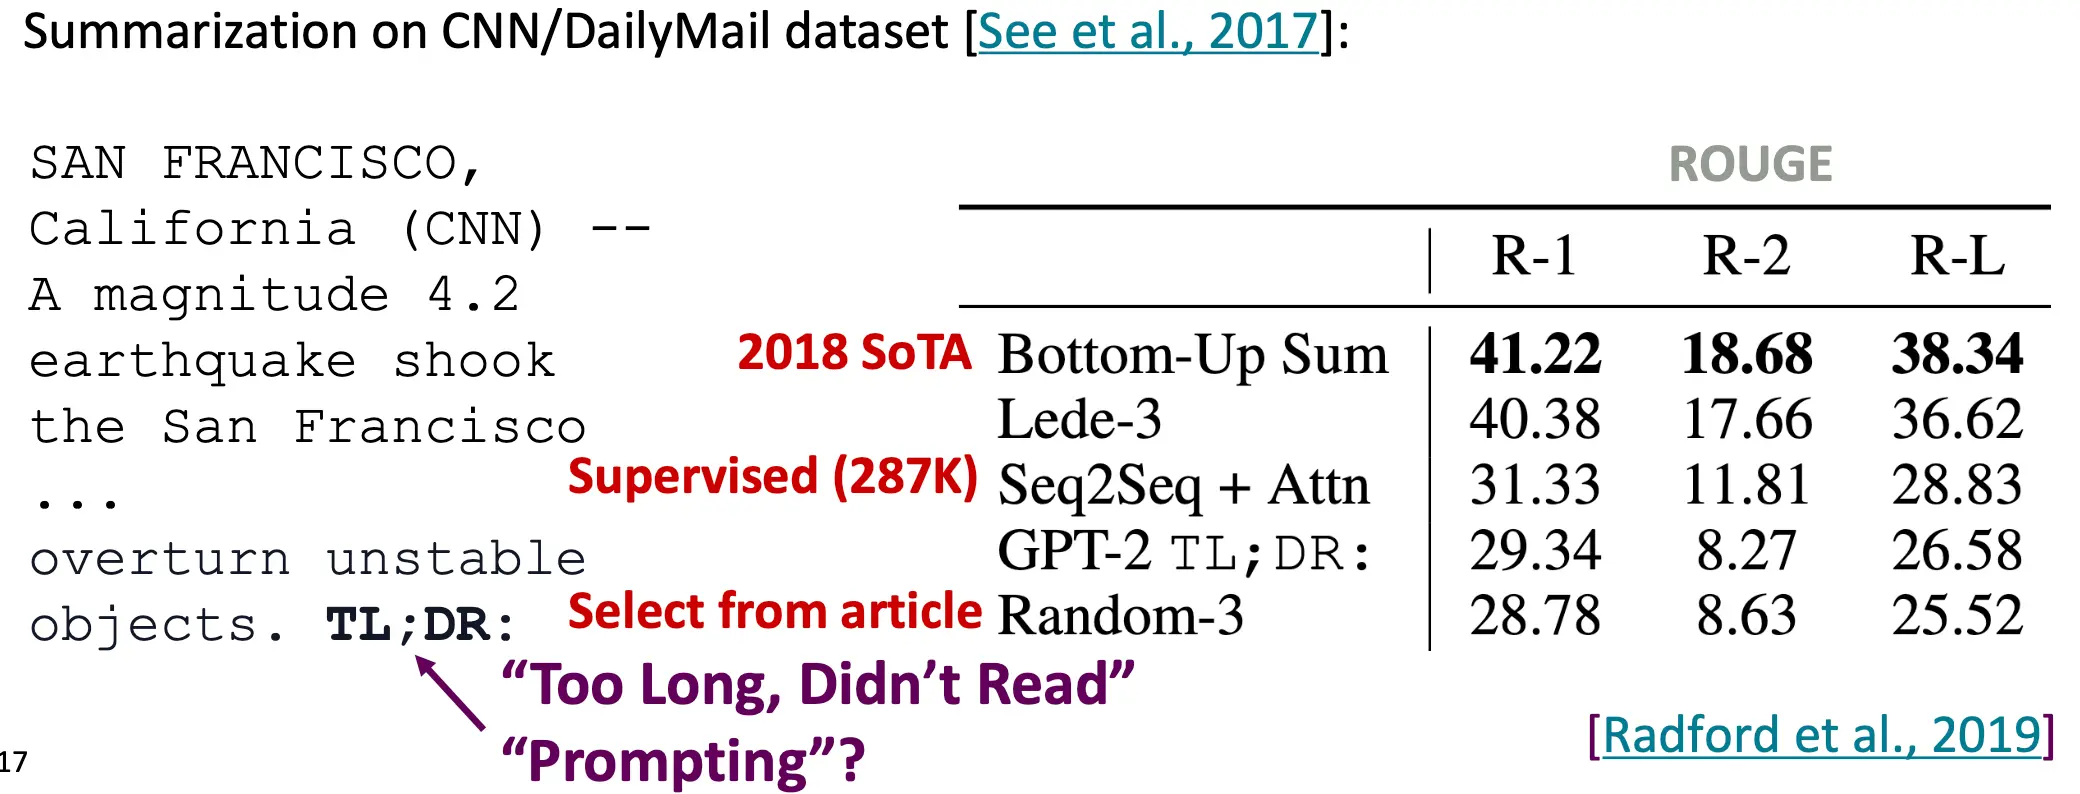 Summarization on CNN/DailyMail dataset [See et al., 2017]:
SAN FRANCISCO,
California (CNN) --
A magnitude 4.2
earthquake shook
the San Francisco
...
overturn unstable
objects. TL;DR:
"Too Long, Didn't Read"
"Prompting"?
ROUGE
R-1 R-2 R-L
2018 SoTA Bottom-Up Sum 41.22 18.68 38.34
Lede-3 40.38 17.66 36.62
Supervised (287K) Seq2Seq + Attn 31.33 11.81 28.83
GPT-2 TL;DR: 29.34 8.27 26.58
Select from article Random-3 28.78 8.63 25.52
[Radford et al., 2019]
17